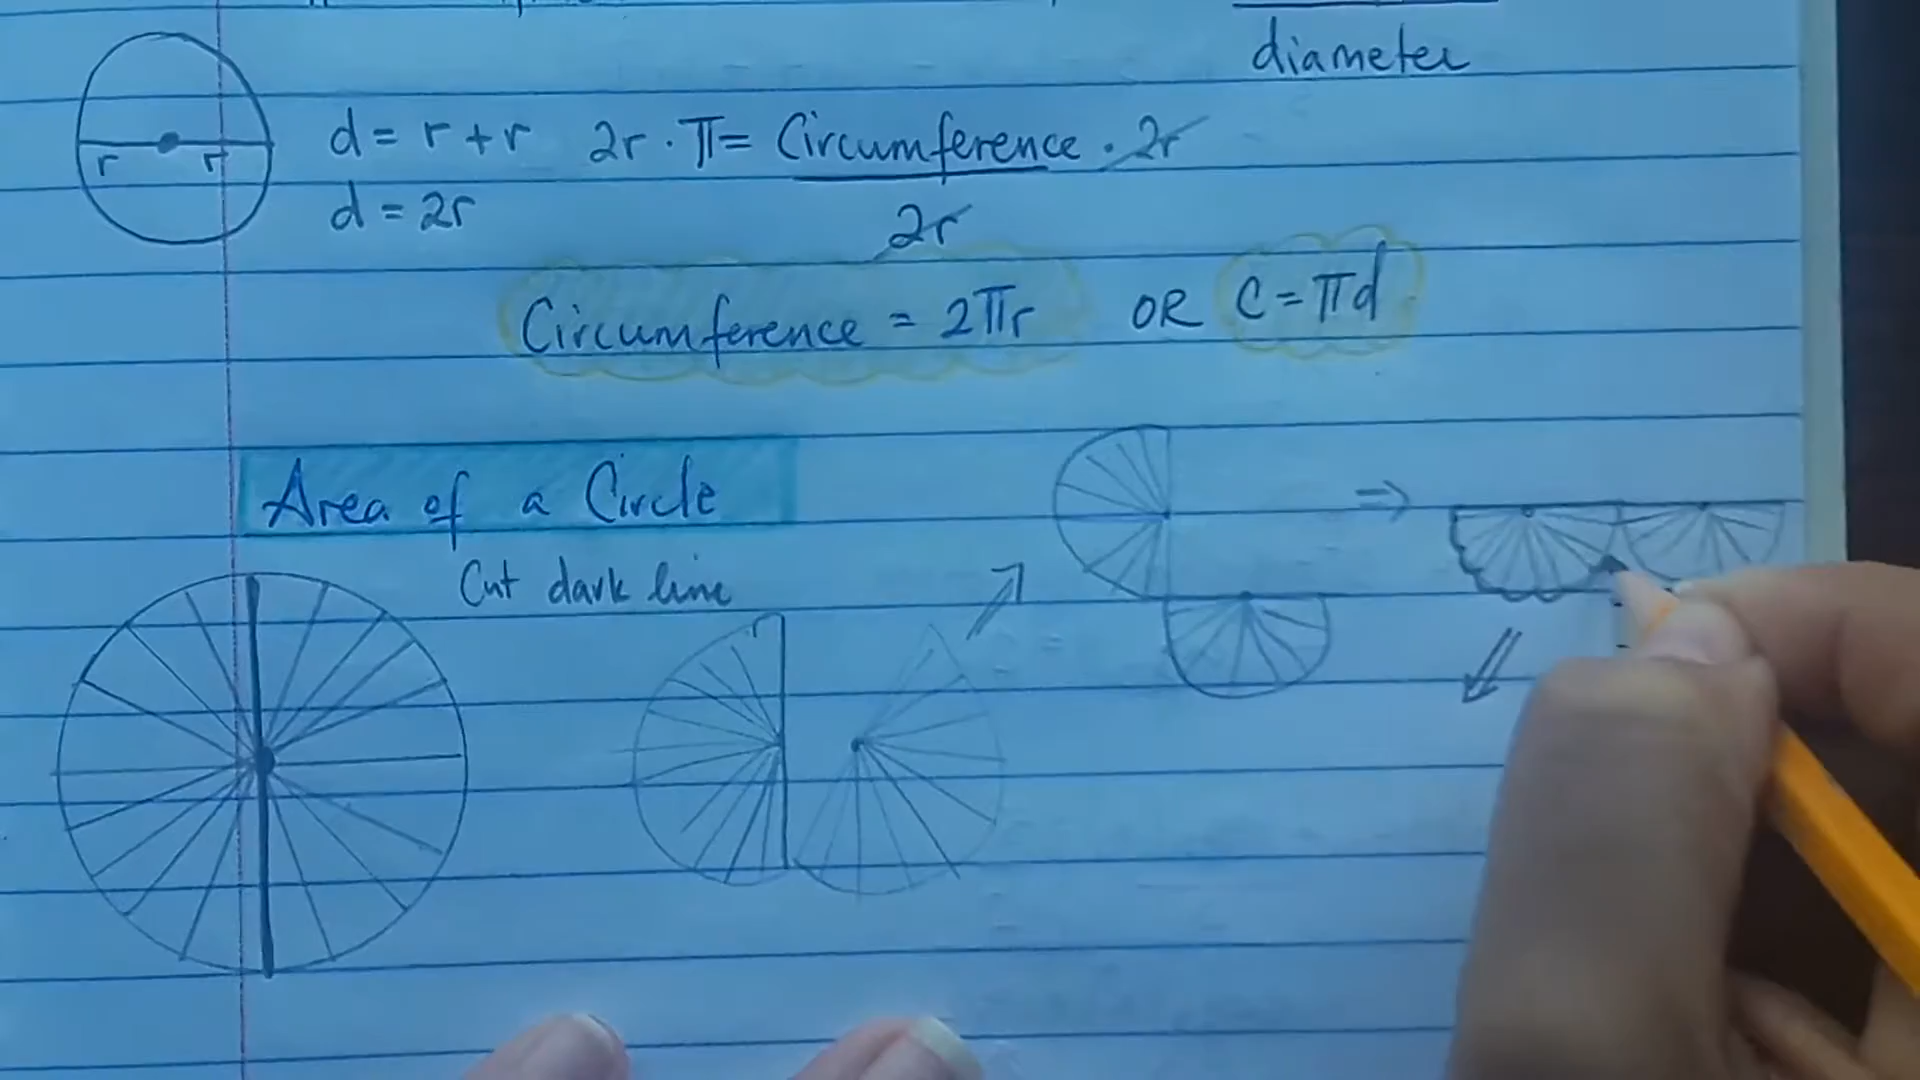 diameter
d = r + r 2r · π = Circumference · 2r
d = 2r 2r
r r
Circumference = 2πr OR C = πd
Area of a Circle
Cut dark line